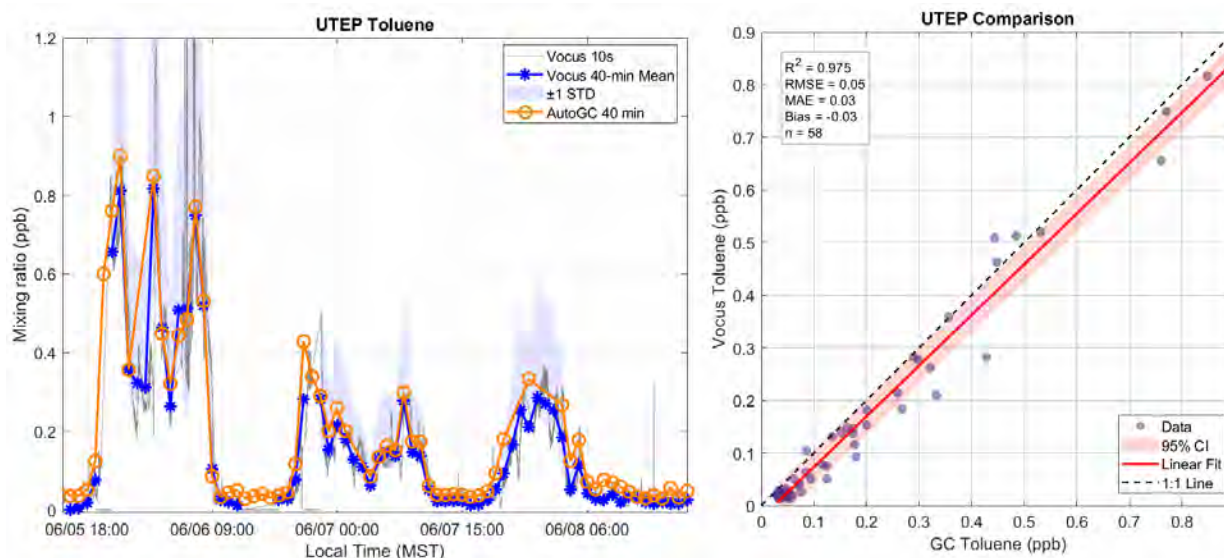 UTEP Toluene
1.2
1
0.8
0.6
0.4
0.2
0
Mixing ratio (ppb)
Vocus 10s
Vocus 40-min Mean
±1 STD
AutoGC 40 min
06/05 18:00
06/06 09:00
06/07 00:00
06/07 15:00
06/08 06:00
Local Time (MST)
UTEP Comparison
0.9
0.8
0.7
0.6
0.5
0.4
0.3
0.2
0.1
0
Vocus Toluene (ppb)
R² = 0.975
RMSE = 0.05
MAE = 0.03
Bias = -0.03
n = 58
Data
95% CI
Linear Fit
1:1 Line
0
0.1
0.2
0.3
0.4
0.5
0.6
0.7
0.8
GC Toluene (ppb)